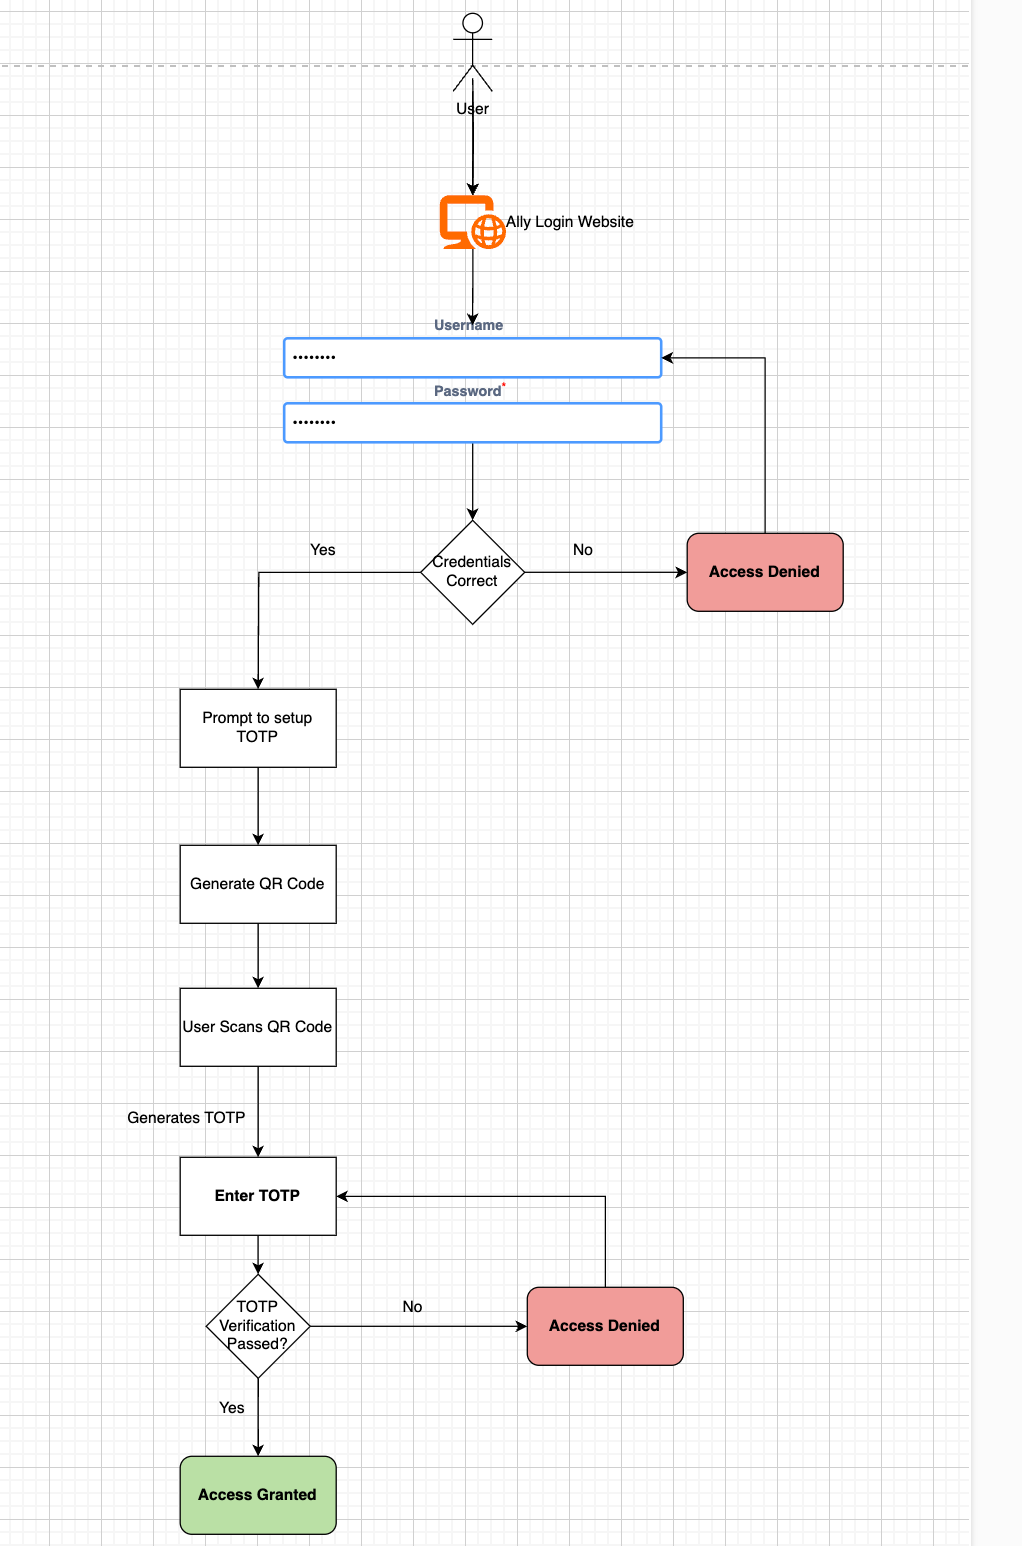 User
Ally Login Website
Username
••••••••
Password*
••••••••
Yes
No
Credentials
Correct
Access Denied
Prompt to setup
TOTP
Generate QR Code
User Scans QR Code
Generates TOTP
Enter TOTP
TOTP
Verification
Passed?
No
Access Denied
Yes
Access Granted